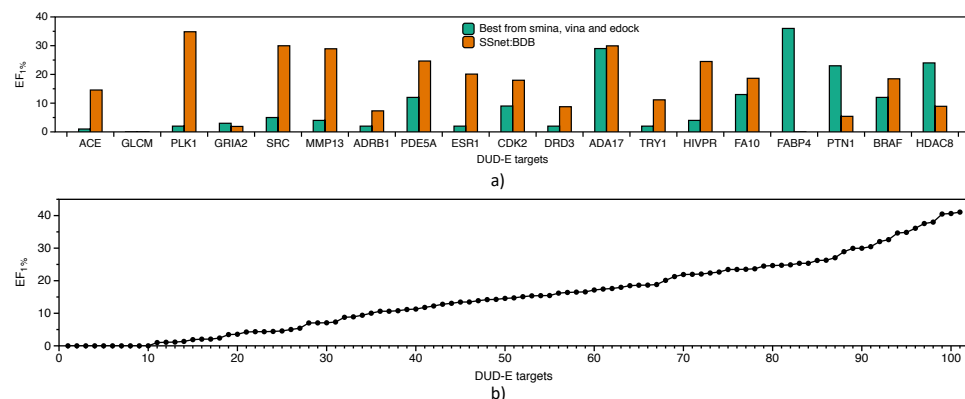 40
30
20
10
0
EF1%
Best from smina, vina and edock
SSnet:BDB
ACE GLCM PLK1 GRIA2 SRC MMP13 ADRB1 PDE5A ESR1 CDK2 DRD3 ADA17 TRY1 HIVPR FA10 FABP4 PTN1 BRAF HDAC8
DUD-E targets
a)
40
30
20
10
0
EF1%
0 10 20 30 40 50 60 70 80 90 100
DUD-E targets
b)